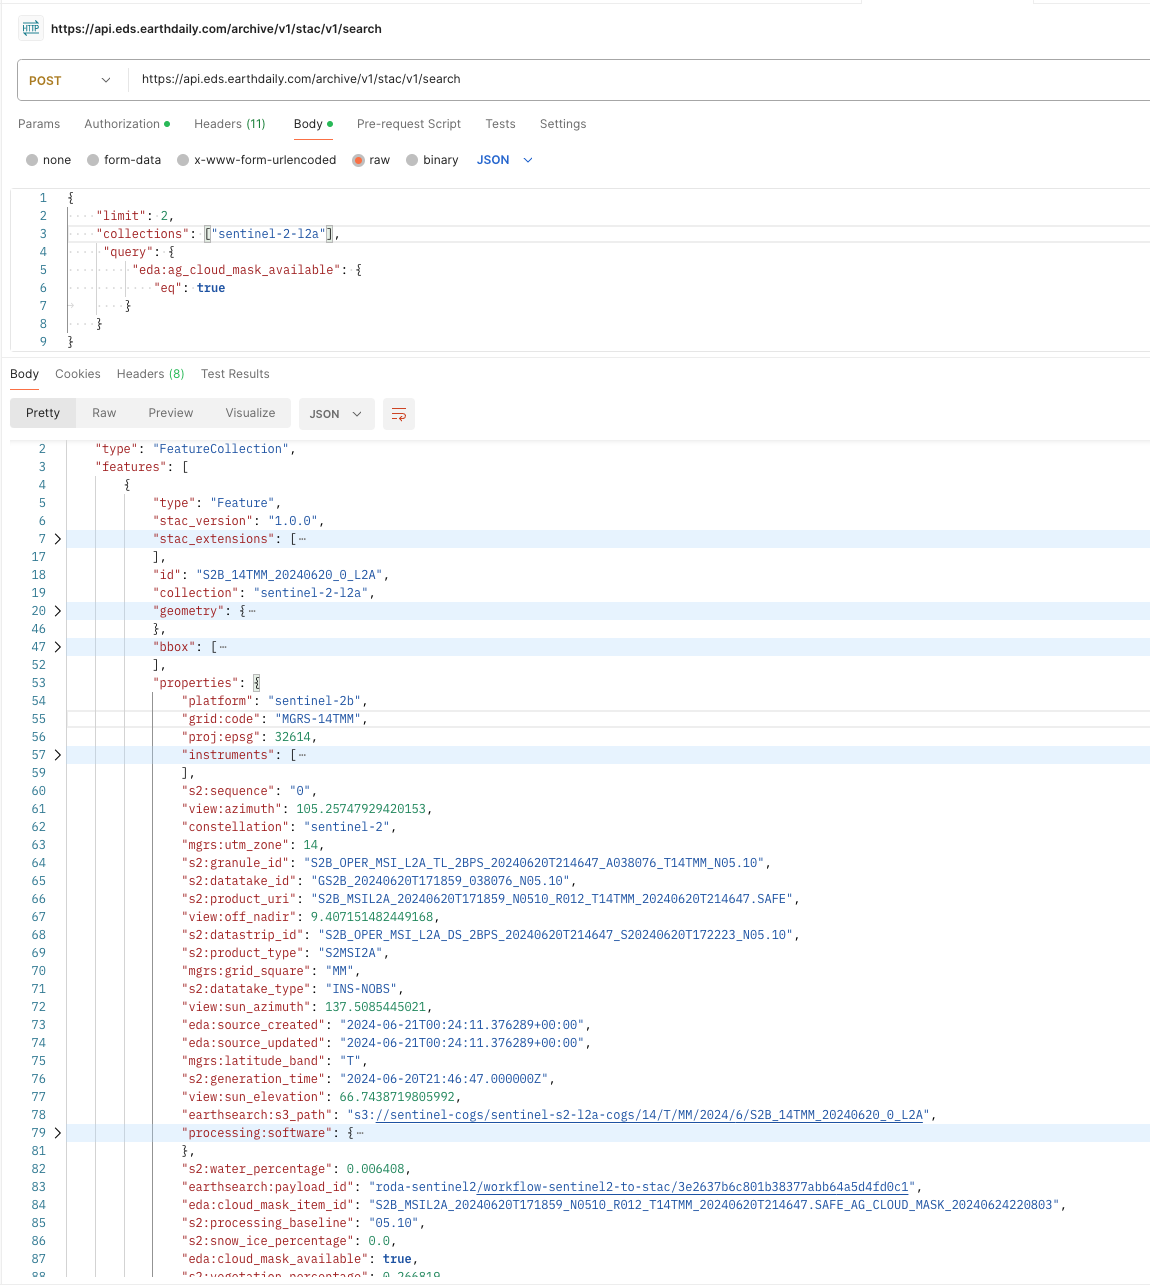 HTTP https://api.eds.earthdaily.com/archive/v1/stac/v1/search
POST https://api.eds.earthdaily.com/archive/v1/stac/v1/search
Params Authorization Headers (11) Body Pre-request Script Tests Settings
none form-data x-www-form-urlencoded raw binary JSON
1 {
2 "limit": 2,
3 "collections": ["sentinel-2-l2a"],
4 "query": {
5 "eda:ag_cloud_mask_available": {
6 "eq": true
7 }
8 }
9 }
Body Cookies Headers (8) Test Results
Pretty Raw Preview Visualize JSON
2 "type": "FeatureCollection",
3 "features": [
4 {
5 "type": "Feature",
6 "stac_version": "1.0.0",
7 "stac_extensions": [⋯
17 ],
18 "id": "S2B_14TMM_20240620_0_L2A",
19 "collection": "sentinel-2-l2a",
20 "geometry": {⋯
46 },
47 "bbox": [⋯
52 ],
53 "properties": {
54 "platform": "sentinel-2b",
55 "grid:code": "MGRS-14TMM",
56 "proj:epsg": 32614,
57 "instruments": [⋯
59 ],
60 "s2:sequence": "0",
61 "view:azimuth": 105.25747929420153,
62 "constellation": "sentinel-2",
63 "mgrs:utm_zone": 14,
64 "s2:granule_id": "S2B_OPER_MSI_L2A_TL_2BPS_20240620T214647_A038076_T14TMM_N05.10",
65 "s2:datatake_id": "GS2B_20240620T171859_038076_N05.10",
66 "s2:product_uri": "S2B_MSIL2A_20240620T171859_N0510_R012_T14TMM_20240620T214647.SAFE",
67 "view:off_nadir": 9.407151482449168,
68 "s2:datastrip_id": "S2B_OPER_MSI_L2A_DS_2BPS_20240620T214647_S20240620T172223_N05.10",
69 "s2:product_type": "S2MSI2A",
70 "mgrs:grid_square": "MM",
71 "s2:datatake_type": "INS-NOBS",
72 "view:sun_azimuth": 137.5085445021,
73 "eda:source_created": "2024-06-21T00:24:11.376289+00:00",
74 "eda:source_updated": "2024-06-21T00:24:11.376289+00:00",
75 "mgrs:latitude_band": "T",
76 "s2:generation_time": "2024-06-20T21:46:47.000000Z",
77 "view:sun_elevation": 66.7438719805992,
78 "earthsearch:s3_path": "s3://sentinel-cogs/sentinel-s2-l2a-cogs/14/T/MM/2024/6/S2B_14TMM_20240620_0_L2A",
79 "processing:software": {⋯
81 },
82 "s2:water_percentage": 0.006408,
83 "earthsearch:payload_id": "roda-sentinel2/workflow-sentinel2-to-stac/3e2637b6c801b38377abb64a5d4fd0c1",
84 "eda:cloud_mask_item_id": "S2B_MSIL2A_20240620T171859_N0510_R012_T14TMM_20240620T214647.SAFE_AG_CLOUD_MASK_20240624220803",
85 "s2:processing_baseline": "05.10",
86 "s2:snow_ice_percentage": 0.0,
87 "eda:cloud_mask_available": true,
88 "s2:vegetation_percentage": 0.266819